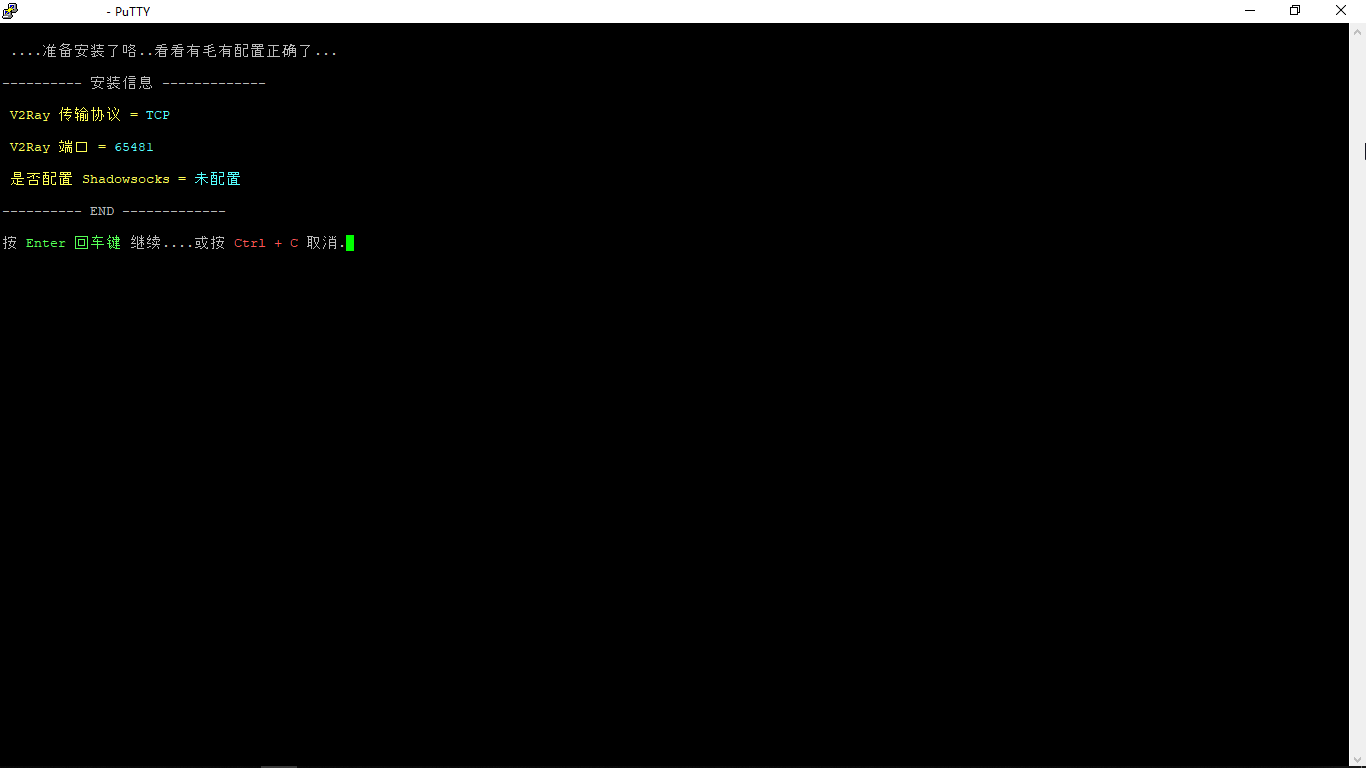 - PuTTY
....准备安装了咯..看看有毛有配置正确了...
---------- 安装信息 -------------
V2Ray 传输协议 = TCP
V2Ray 端口 = 65481
是否配置 Shadowsocks = 未配置
---------- END -------------
按 Enter 回车键 继续....或按 Ctrl + C 取消.